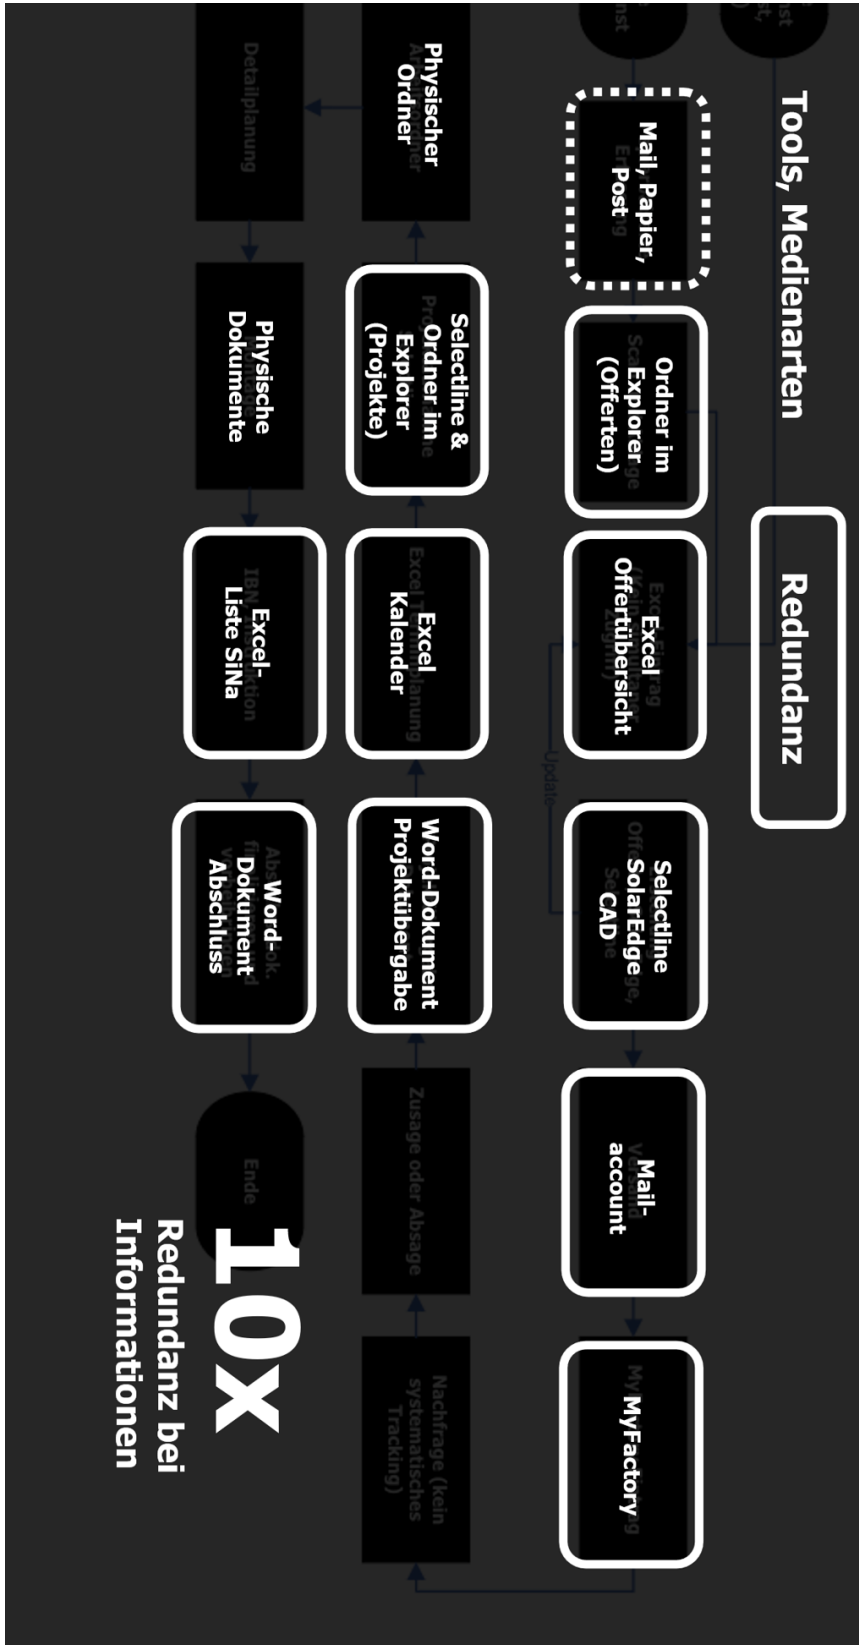 Tools, Medienarten
Redundanz
Mail, Papier,
Post
Ordner im
Explorer
(Offerten)
Excel
Offertübersicht
Selectline
SolarEdge
CAD
Mail-
account
MyFactory
Update
Physischer
Ordner
Selectline &
Ordner im
Explorer
(Projekte)
Excel
Kalender
Word-Dokument
Projektübergabe
Zusage oder Absage
Nachfrage (kein
systematisches
Tracking)
Detailplanung
Physische
Dokumente
Excel-
Liste SiNa
Word-
Dokument
Abschluss
Ende
10x
Redundanz bei
Informationen